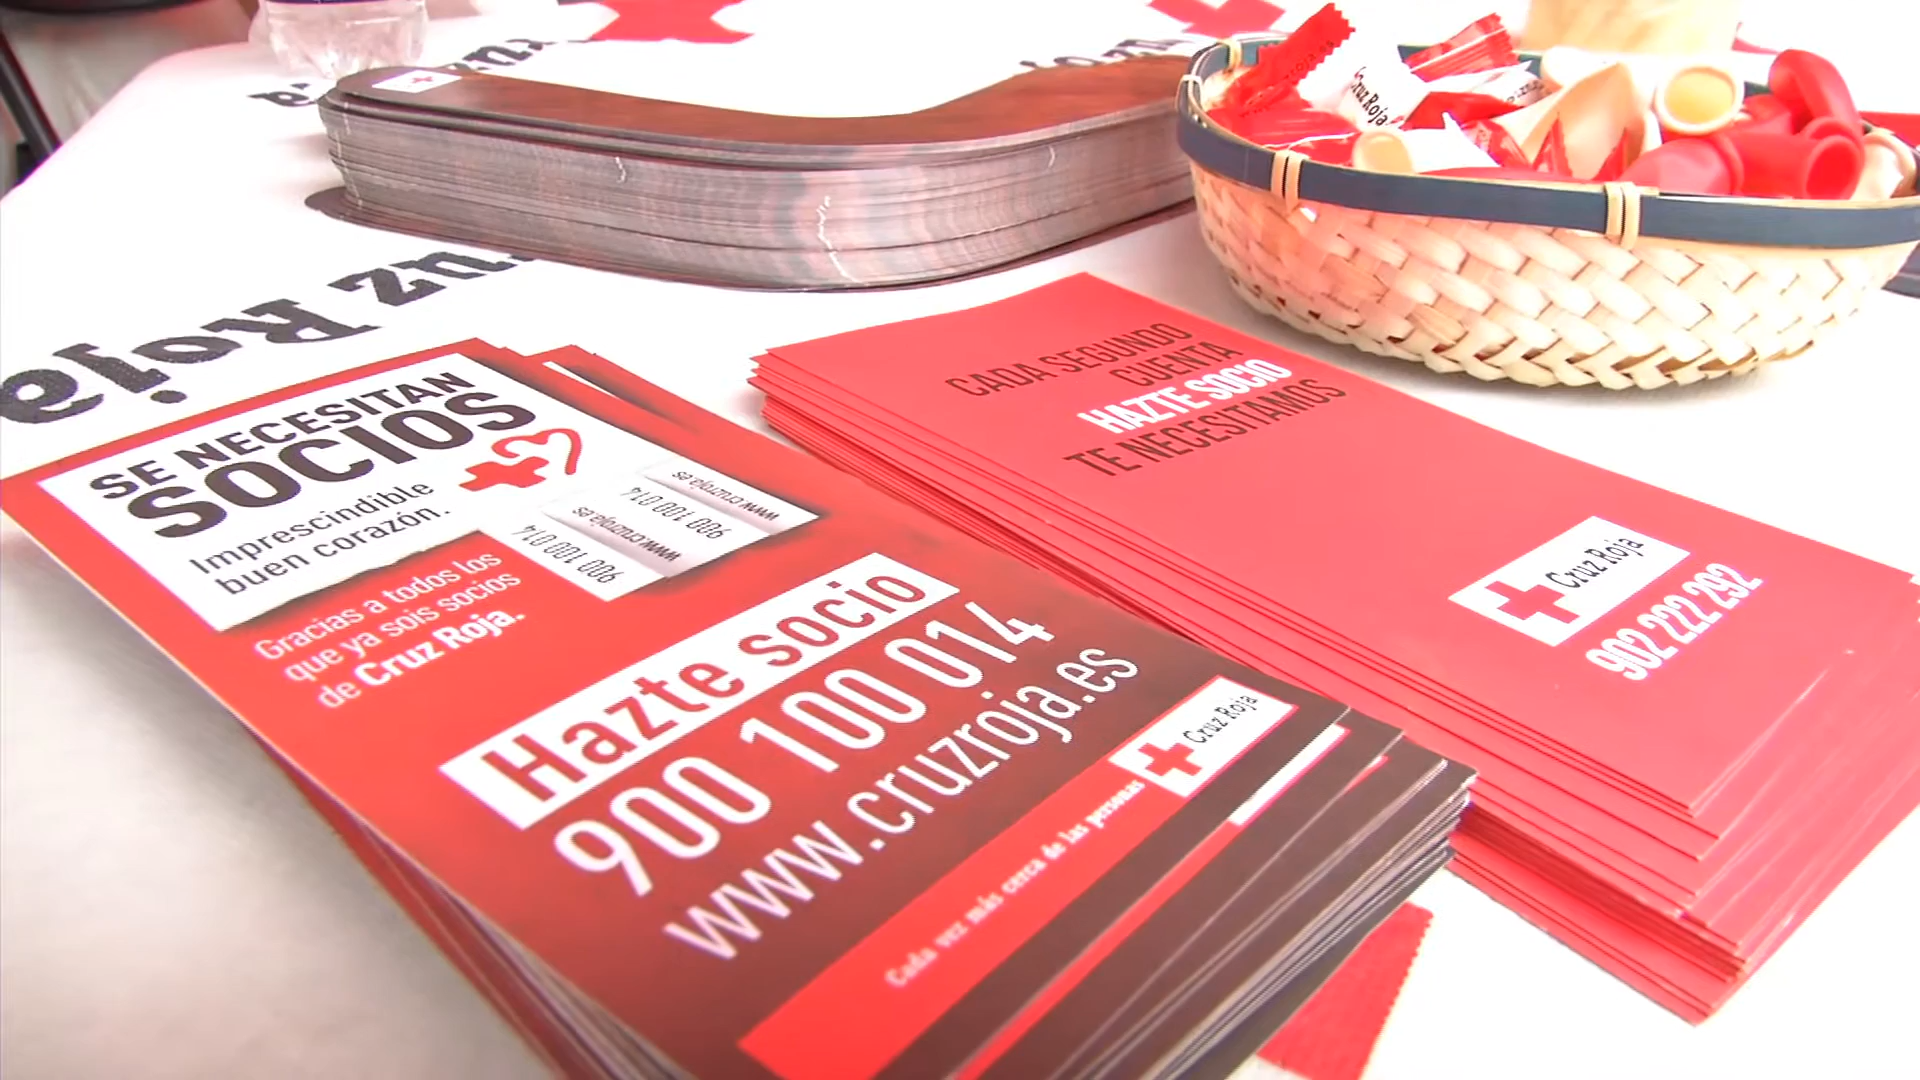 Cruz Roja
SE NECESITAN
SOCIOS
Imprescindible
buen corazón.
900 100 014
www.cruzroja.es
900 100 014
www.cruzroja.es
Gracias a todos los
que ya sois socios
de Cruz Roja.
Hazte socio
900 100 014
www.cruzroja.es
Cada vez más cerca de las personas
Cruz Roja
CADA SEGUNDO
CUENTA
HAZTE SOCIO
TE NECESITAMOS
Cruz Roja
902 222 292